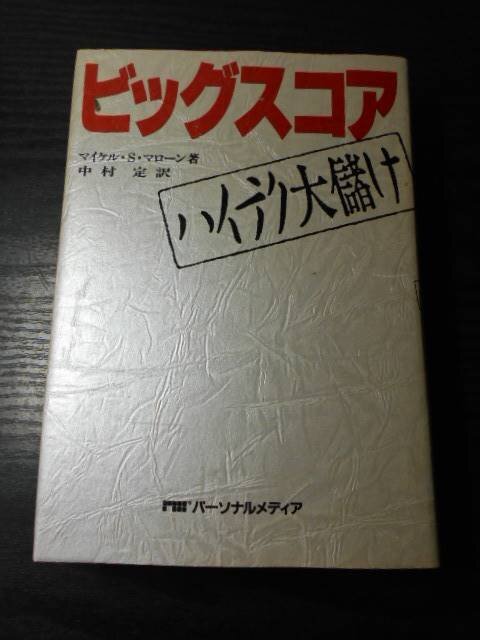 ビッグスコア
マイケル・S・マローン著
中村 定訳
ハイテク大儲け
パーソナルメディア